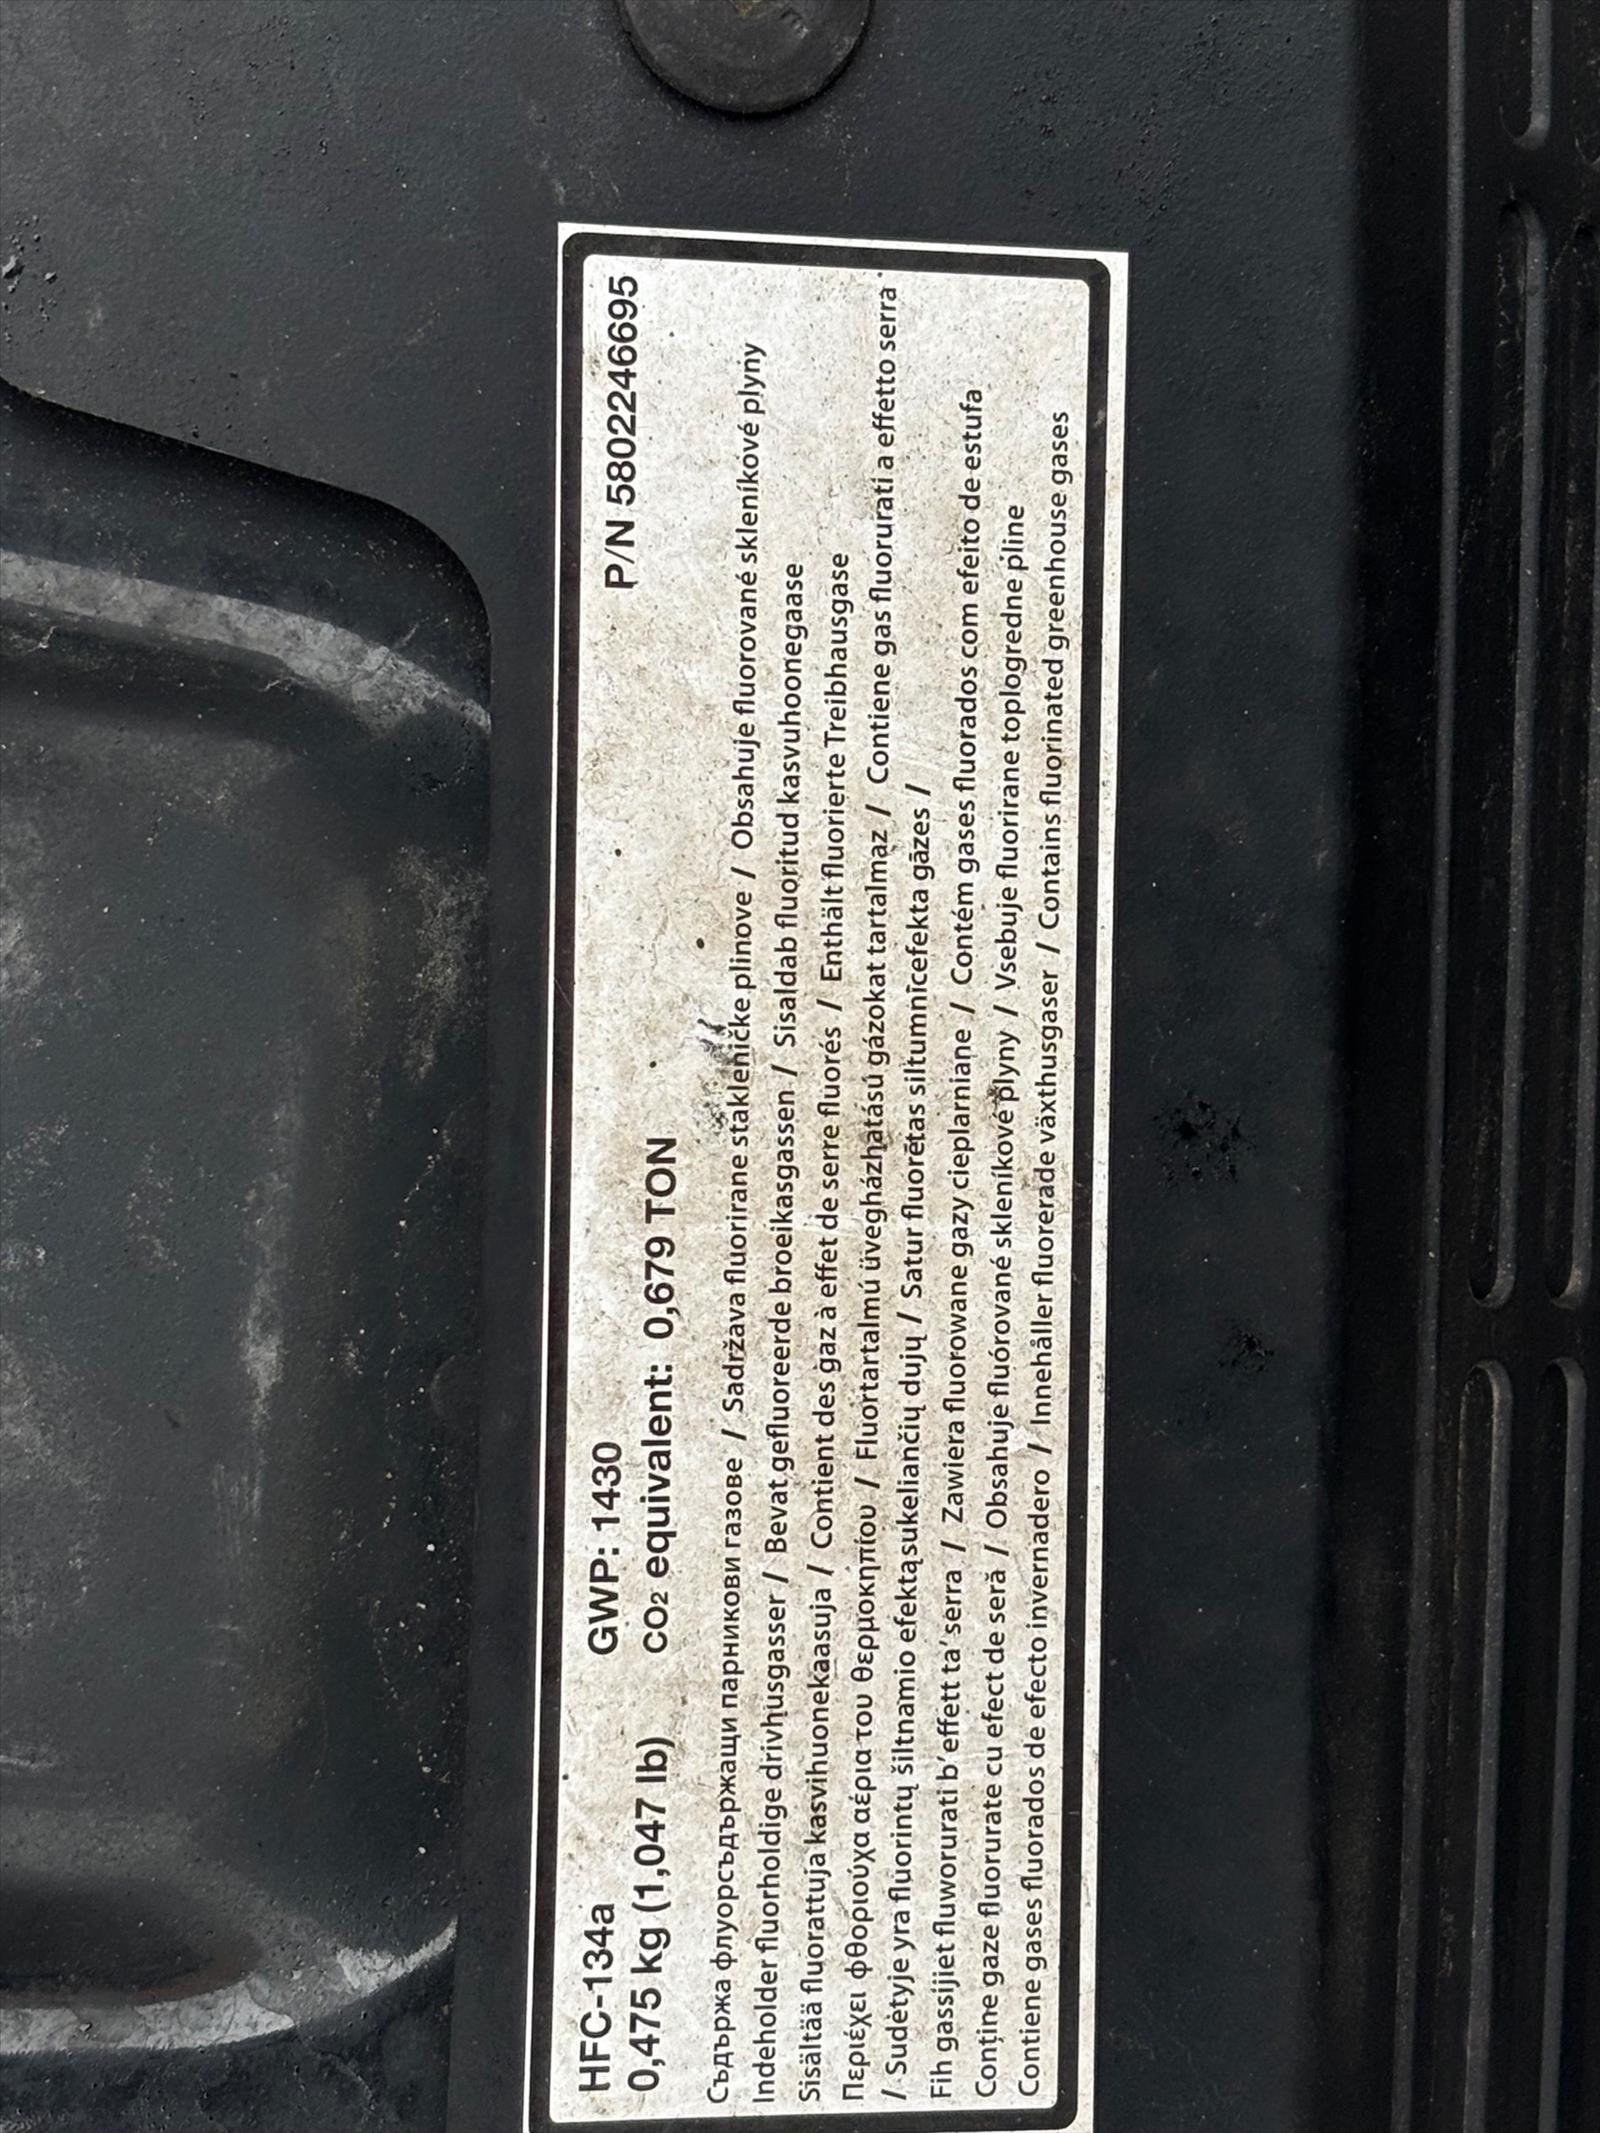 HFC-134a GWP: 1430 P/N 5802246695
0,475 kg (1,047 lb) CO2 equivalent: 0,679 TON
Съдържа флуорсъдържащи парникови газове / Sadržava fluorirane stakleničke plinove / Obsahuje fluorované skleníkové plyny
Indeholder fluorholdige drivhusgasser / Bevat gefluoreerde broeikasgassen / Sisaldab fluoritud kasvuhoonegaase
Sisältää fluorattuja kasvihuonekaasuja / Contient des gaz à effet de serre fluorés / Enthält fluorierte Treibhausgase
Περιέχει φθοριούχα αέρια του θερμοκηπίου / Fluortartalmú üvegházhatású gázokat tartalmaz / Contiene gas fluorurati a effetto serra
/ Sudėtyje yra fluorintų šiltnamio efektąsukeliančių dujų / Satur fluorētas siltumnīcefekta gāzes /
Fih gassijiet fluworurati b'effett ta' serra / Zawiera fluorowane gazy cieplarniane / Contém gases fluorados com efeito de estufa
Conține gaze fluorurate cu efect de seră / Obsahuje fluórované skleníkové plyny / Vsebuje fluorirane toplogredne pline
Contiene gases fluorados de efecto invernadero / Innehåller fluorerade växthusgaser / Contains fluorinated greenhouse gases